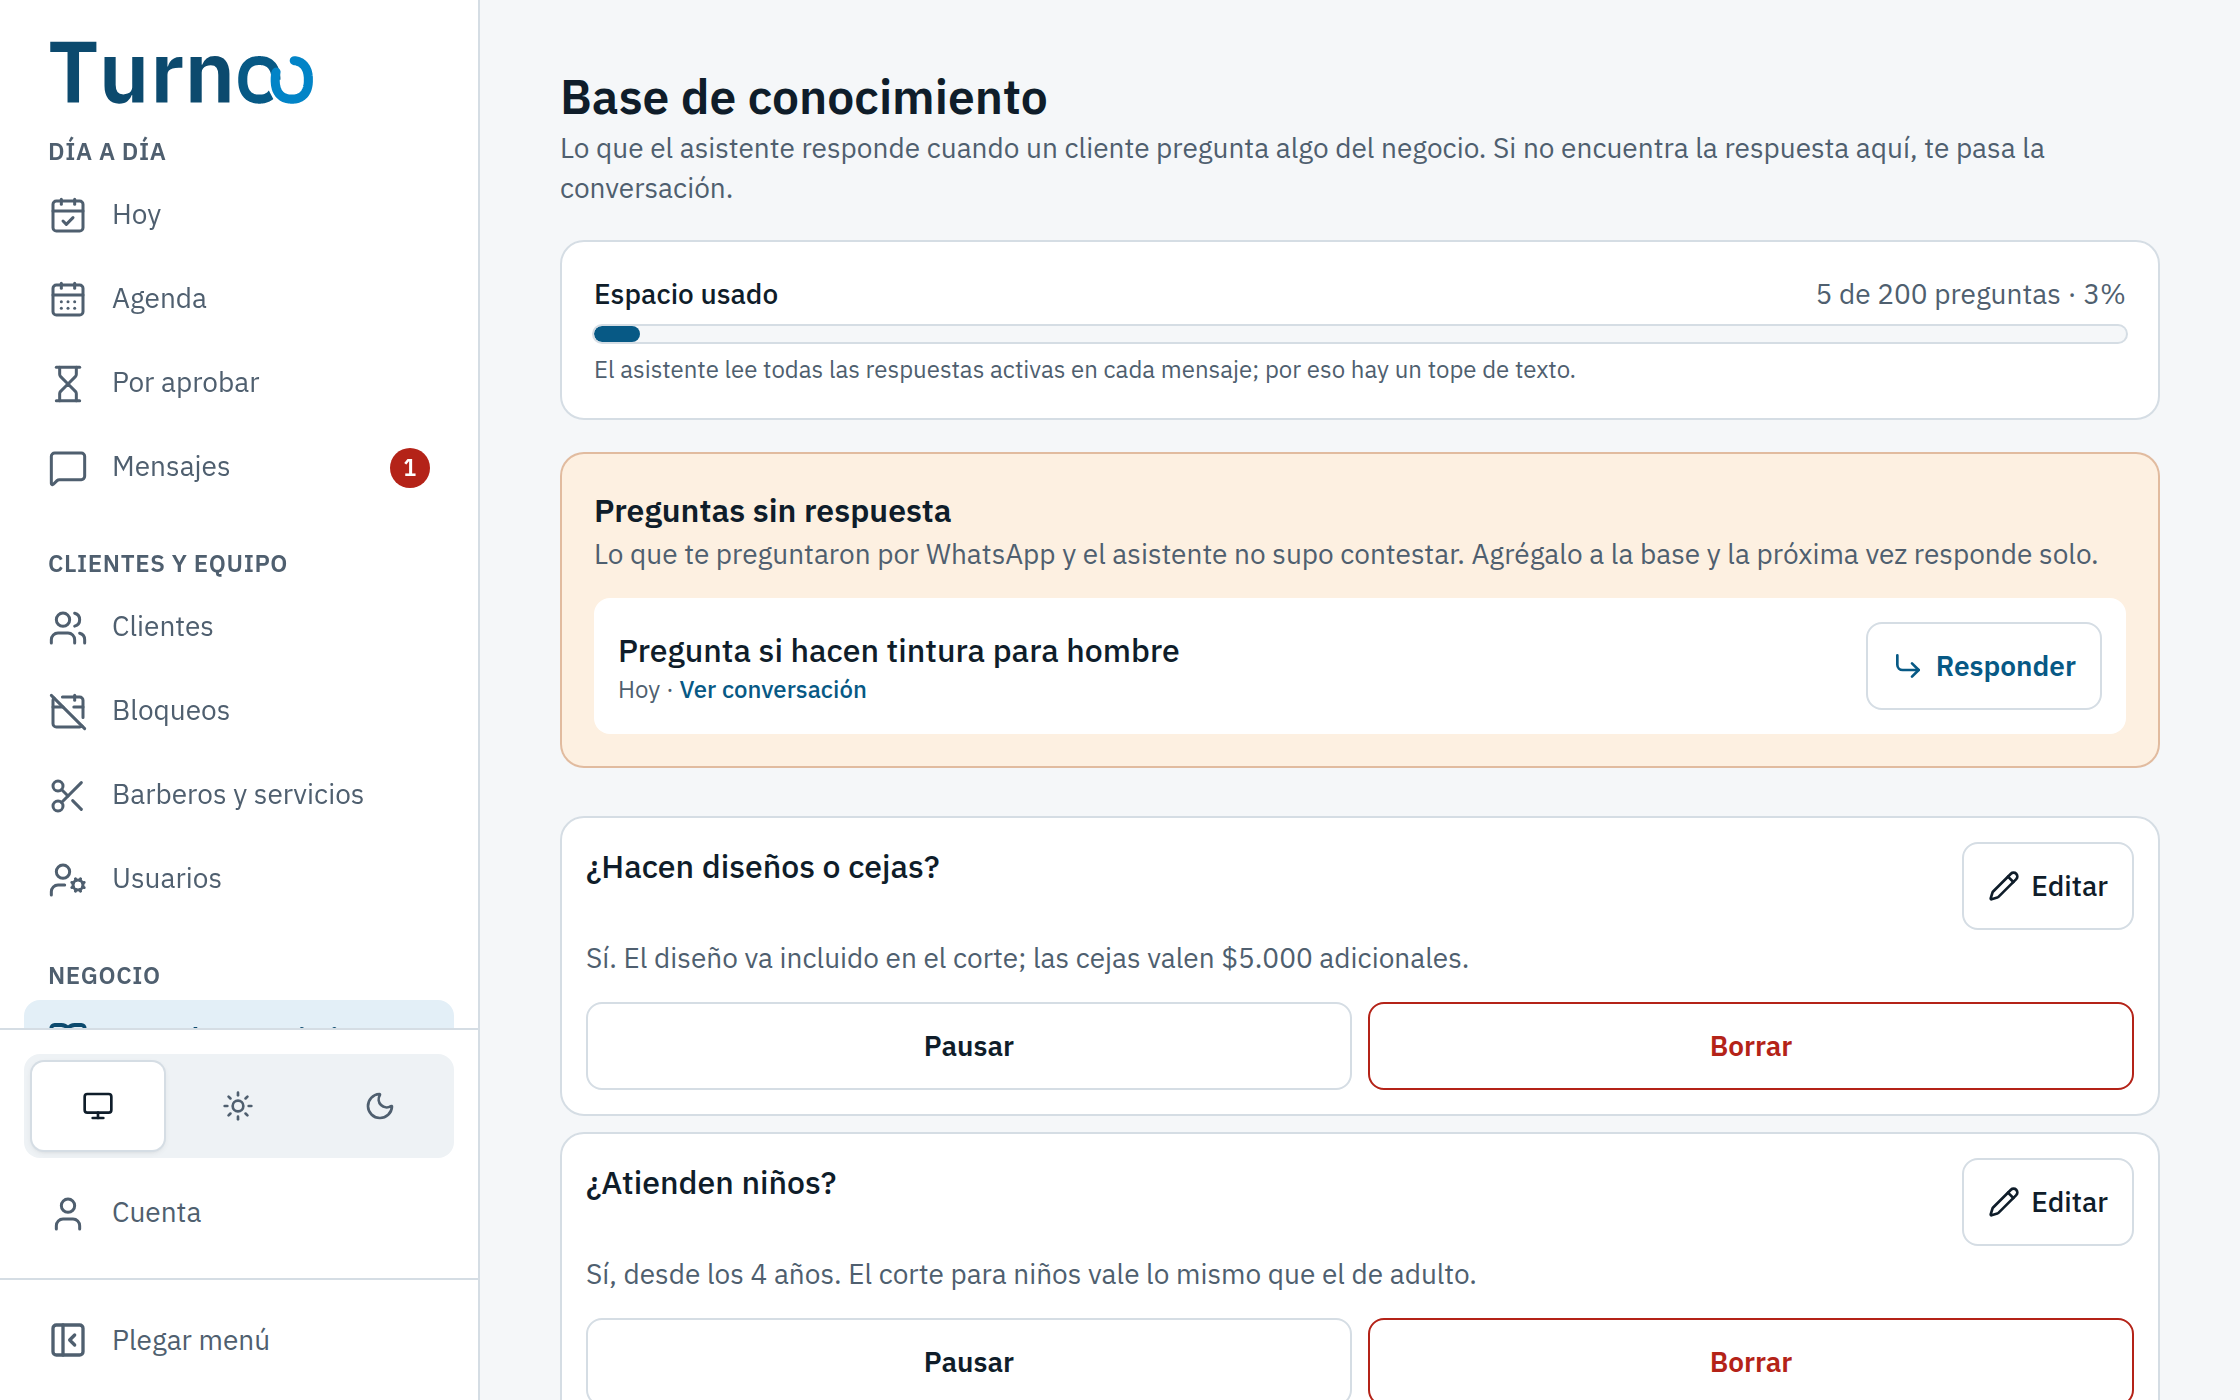 Turnoo
DÍA A DÍA
Hoy
Agenda
Por aprobar
Mensajes
1
CLIENTES Y EQUIPO
Clientes
Bloqueos
Barberos y servicios
Usuarios
NEGOCIO
Cuenta
Plegar menú
Base de conocimiento
Lo que el asistente responde cuando un cliente pregunta algo del negocio. Si no encuentra la respuesta aquí, te pasa la
conversación.
Espacio usado
5 de 200 preguntas · 3%
El asistente lee todas las respuestas activas en cada mensaje; por eso hay un tope de texto.
Preguntas sin respuesta
Lo que te preguntaron por WhatsApp y el asistente no supo contestar. Agrégalo a la base y la próxima vez responde solo.
Pregunta si hacen tintura para hombre
Hoy · Ver conversación
Responder
¿Hacen diseños o cejas?
Editar
Sí. El diseño va incluido en el corte; las cejas valen $5.000 adicionales.
Pausar
Borrar
¿Atienden niños?
Editar
Sí, desde los 4 años. El corte para niños vale lo mismo que el de adulto.
Pausar
Borrar